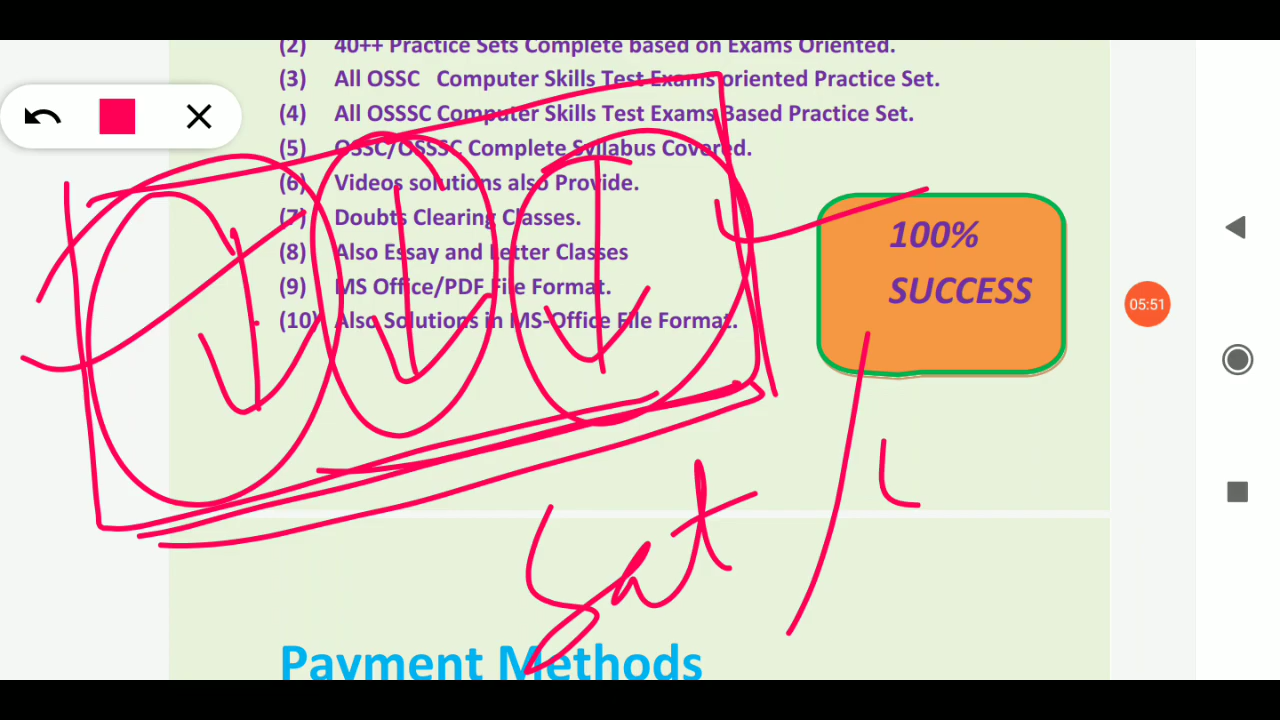 (2) 40++ Practice Sets Complete based on Exams Oriented.
(3) All OSSC Computer Skills Test Exams oriented Practice Set.
(4) All OSSSC Computer Skills Test Exams Based Practice Set.
(5) OSSC/OSSSC Complete Syllabus Covered.
(6) Videos solutions also Provide.
(7) Doubts Clearing Classes.
(8) Also Essay and Letter Classes
(9) MS Office/PDF File Format.
(10) Also Solutions in MS-Office File Format.
100%
SUCCESS
05:51
Sat
Payment Methods